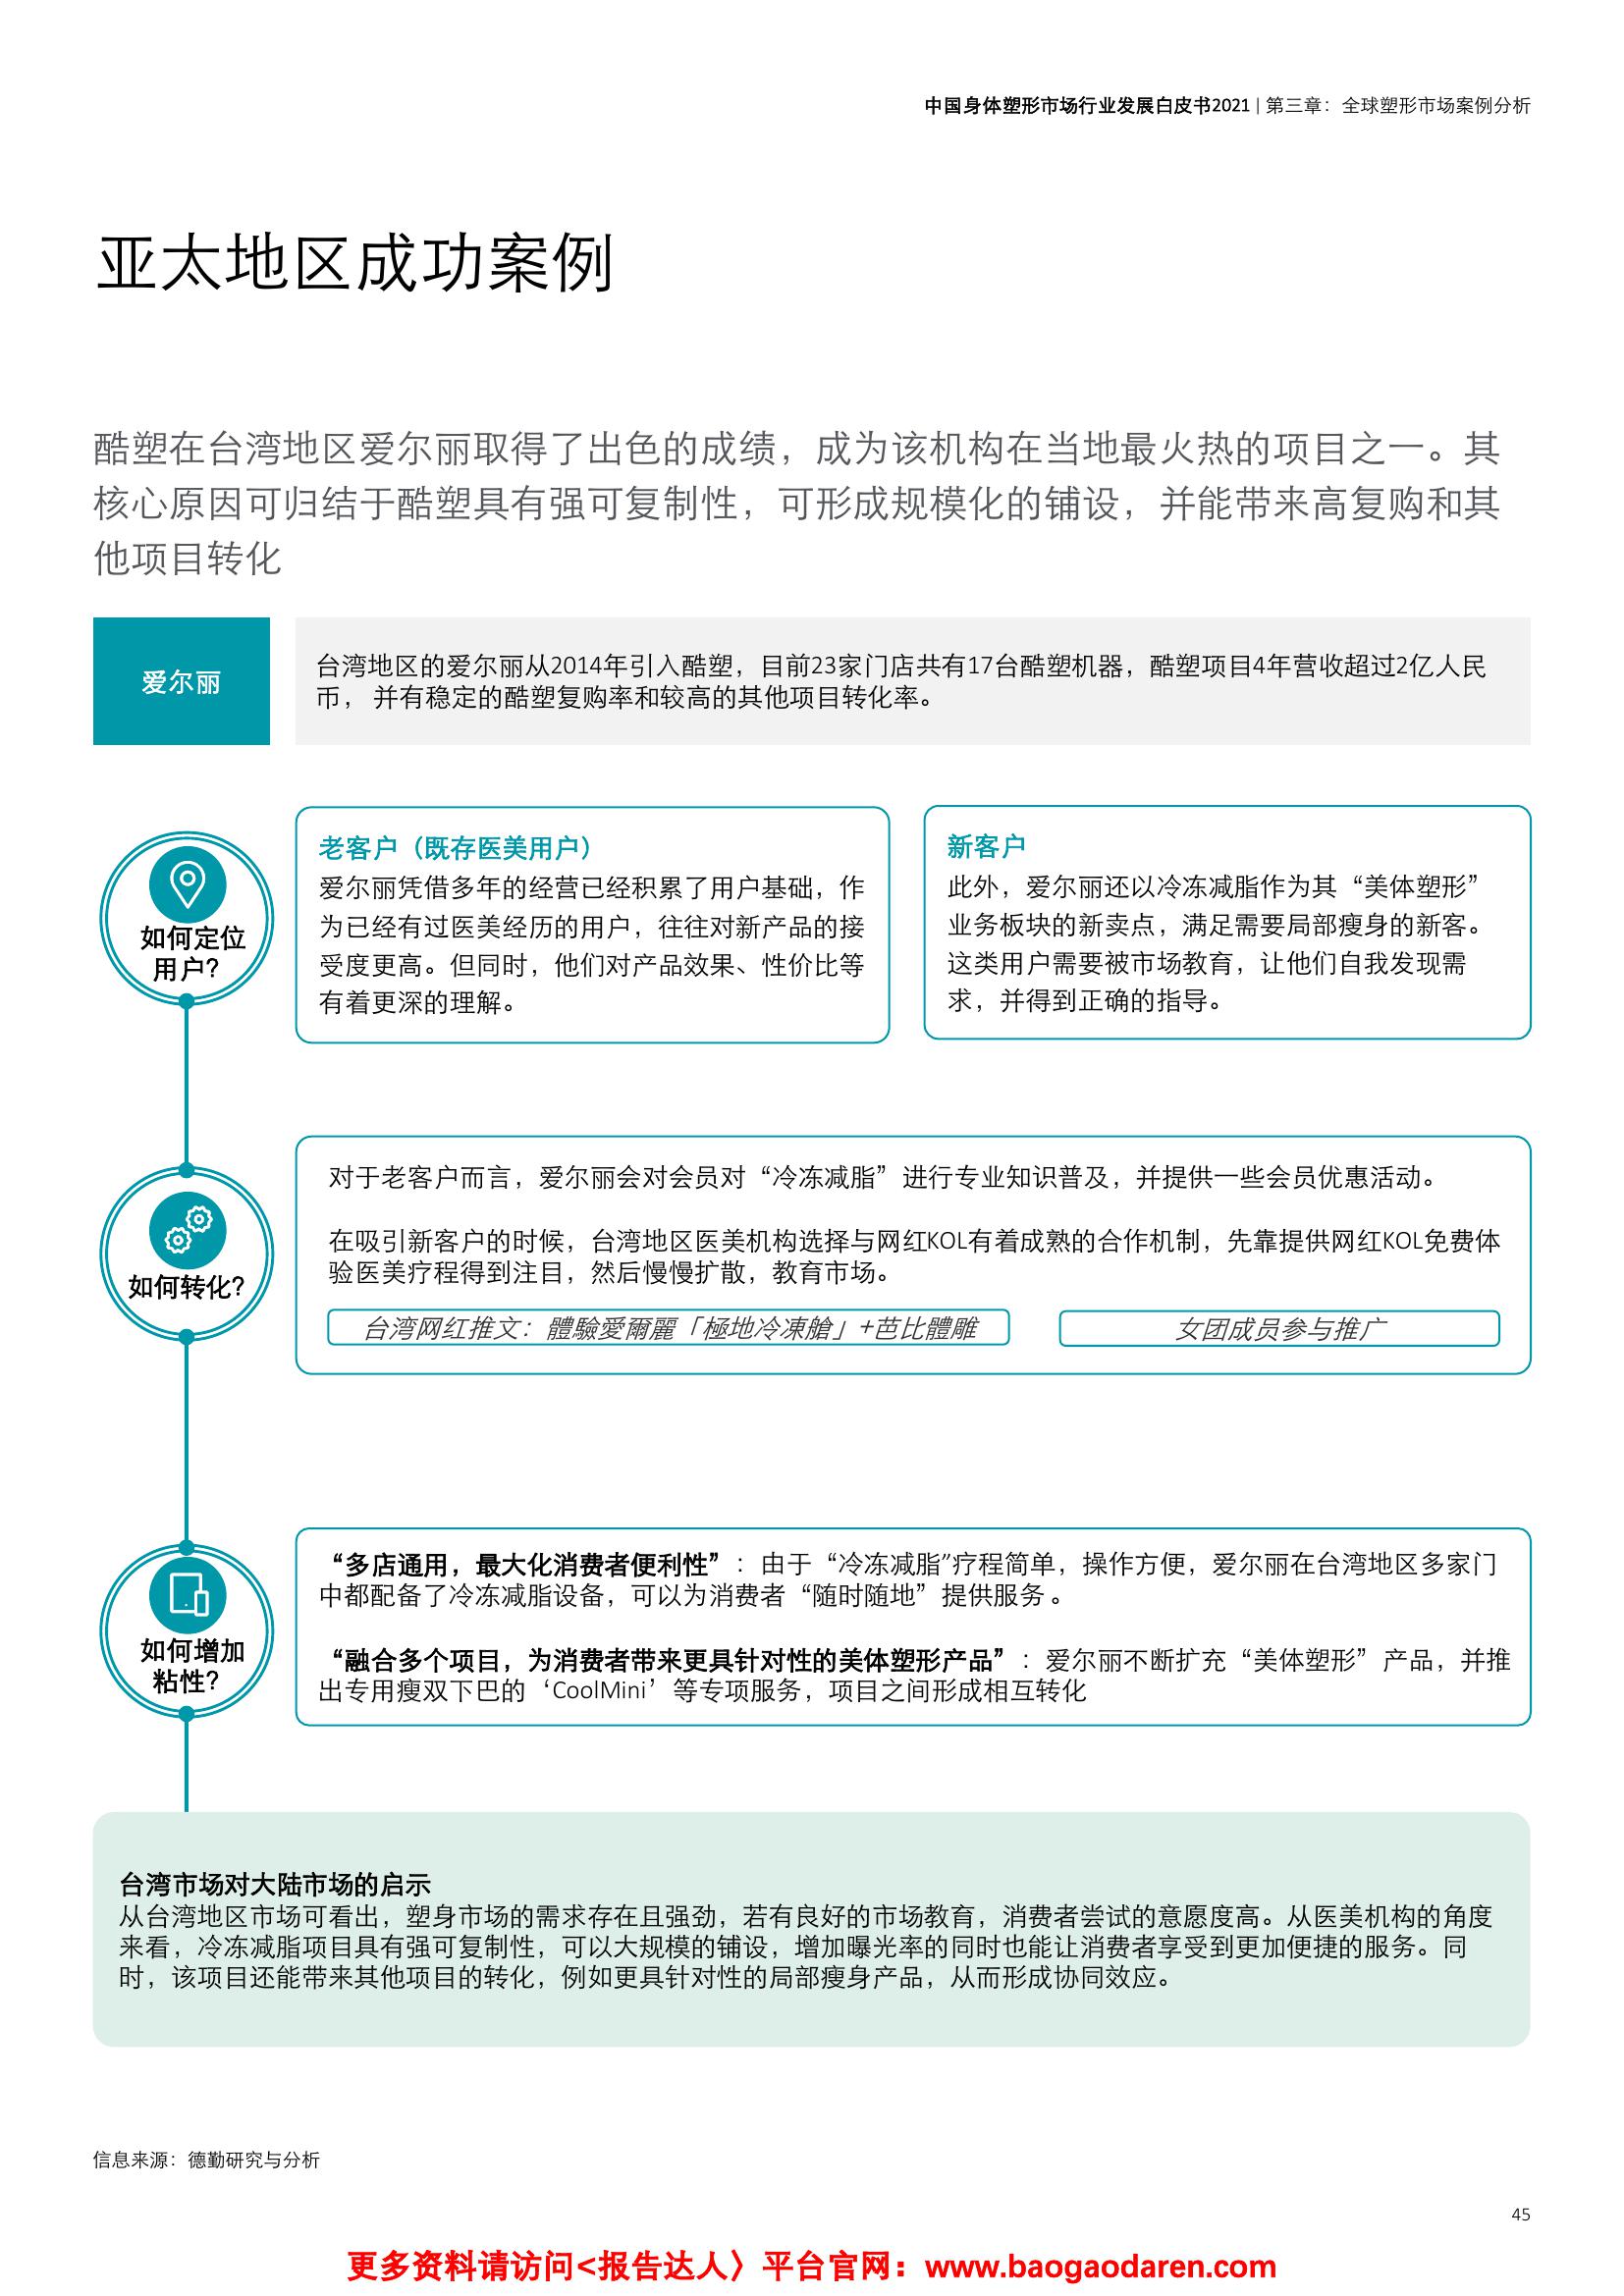 中国身体塑形市场行业发展白皮书2021 | 第三章：全球塑形市场案例分析
亚太地区成功案例
酷塑在台湾地区爱尔丽取得了出色的成绩，成为该机构在当地最火热的项目之一。其
核心原因可归结于酷塑具有强可复制性，可形成规模化的铺设，并能带来高复购和其
他项目转化
爱尔丽
台湾地区的爱尔丽从2014年引入酷塑，目前23家门店共有17台酷塑机器，酷塑项目4年营收超过2亿人民
币， 并有稳定的酷塑复购率和较高的其他项目转化率。
如何定位
用户？
老客户（既存医美用户）
爱尔丽凭借多年的经营已经积累了用户基础，作
为已经有过医美经历的用户，往往对新产品的接
受度更高。但同时，他们对产品效果、性价比等
有着更深的理解。
新客户
此外，爱尔丽还以冷冻减脂作为其“美体塑形”
业务板块的新卖点，满足需要局部瘦身的新客。
这类用户需要被市场教育，让他们自我发现需
求，并得到正确的指导。
如何转化？
对于老客户而言，爱尔丽会对会员对“冷冻减脂”进行专业知识普及，并提供一些会员优惠活动。
在吸引新客户的时候，台湾地区医美机构选择与网红KOL有着成熟的合作机制，先靠提供网红KOL免费体
验医美疗程得到注目，然后慢慢扩散，教育市场。
台湾网红推文：體驗愛爾麗「極地冷凍艙」+芭比體雕
女团成员参与推广
如何增加
粘性？
“多店通用，最大化消费者便利性”：由于“冷冻减脂”疗程简单，操作方便，爱尔丽在台湾地区多家门
中都配备了冷冻减脂设备，可以为消费者“随时随地”提供服务。
“融合多个项目，为消费者带来更具针对性的美体塑形产品”：爱尔丽不断扩充“美体塑形”产品，并推
出专用瘦双下巴的‘CoolMini’等专项服务，项目之间形成相互转化
台湾市场对大陆市场的启示
从台湾地区市场可看出，塑身市场的需求存在且强劲，若有良好的市场教育，消费者尝试的意愿度高。从医美机构的角度
来看，冷冻减脂项目具有强可复制性，可以大规模的铺设，增加曝光率的同时也能让消费者享受到更加便捷的服务。同
时，该项目还能带来其他项目的转化，例如更具针对性的局部瘦身产品，从而形成协同效应。
信息来源：德勤研究与分析
45
更多资料请访问<报告达人〉平台官网：www.baogaodaren.com